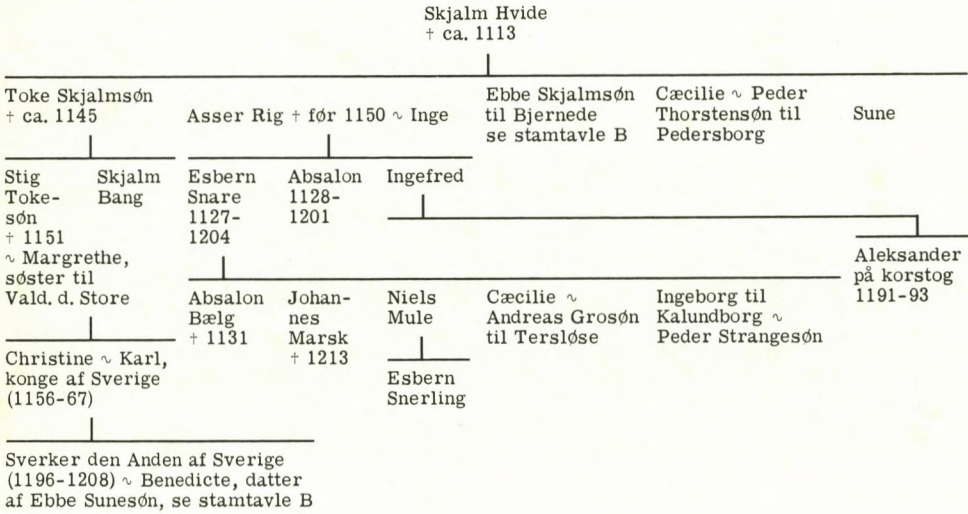 Skjalm Hvide
† ca. 1113
Toke Skjalmsøn
† ca. 1145
Asser Rig † før 1150 ~ Inge
Ebbe Skjalmsøn
til Bjernede
se stamtavle B
Cæcilie ~ Peder
Thorstensøn til
Pedersborg
Sune
Stig
Toke-
søn
† 1151
~ Margrethe,
søster til
Vald. d. Store
Skjalm
Bang
Esbern
Snare
1127-
1204
Absalon
1128-
1201
Ingefred
Aleksander
på korstog
1191-93
Absalon
Bælg
† 1131
Johan-
nes
Marsk
† 1213
Niels
Mule
Cæcilie ~
Andreas Grosøn
til Tersløse
Ingeborg til
Kalundborg ~
Peder Strangesøn
Christine ~ Karl,
konge af Sverige
(1156-67)
Esbern
Snerling
Sverker den Anden af Sverige
(1196-1208) ~ Benedicte, datter
af Ebbe Sunesøn, se stamtavle B